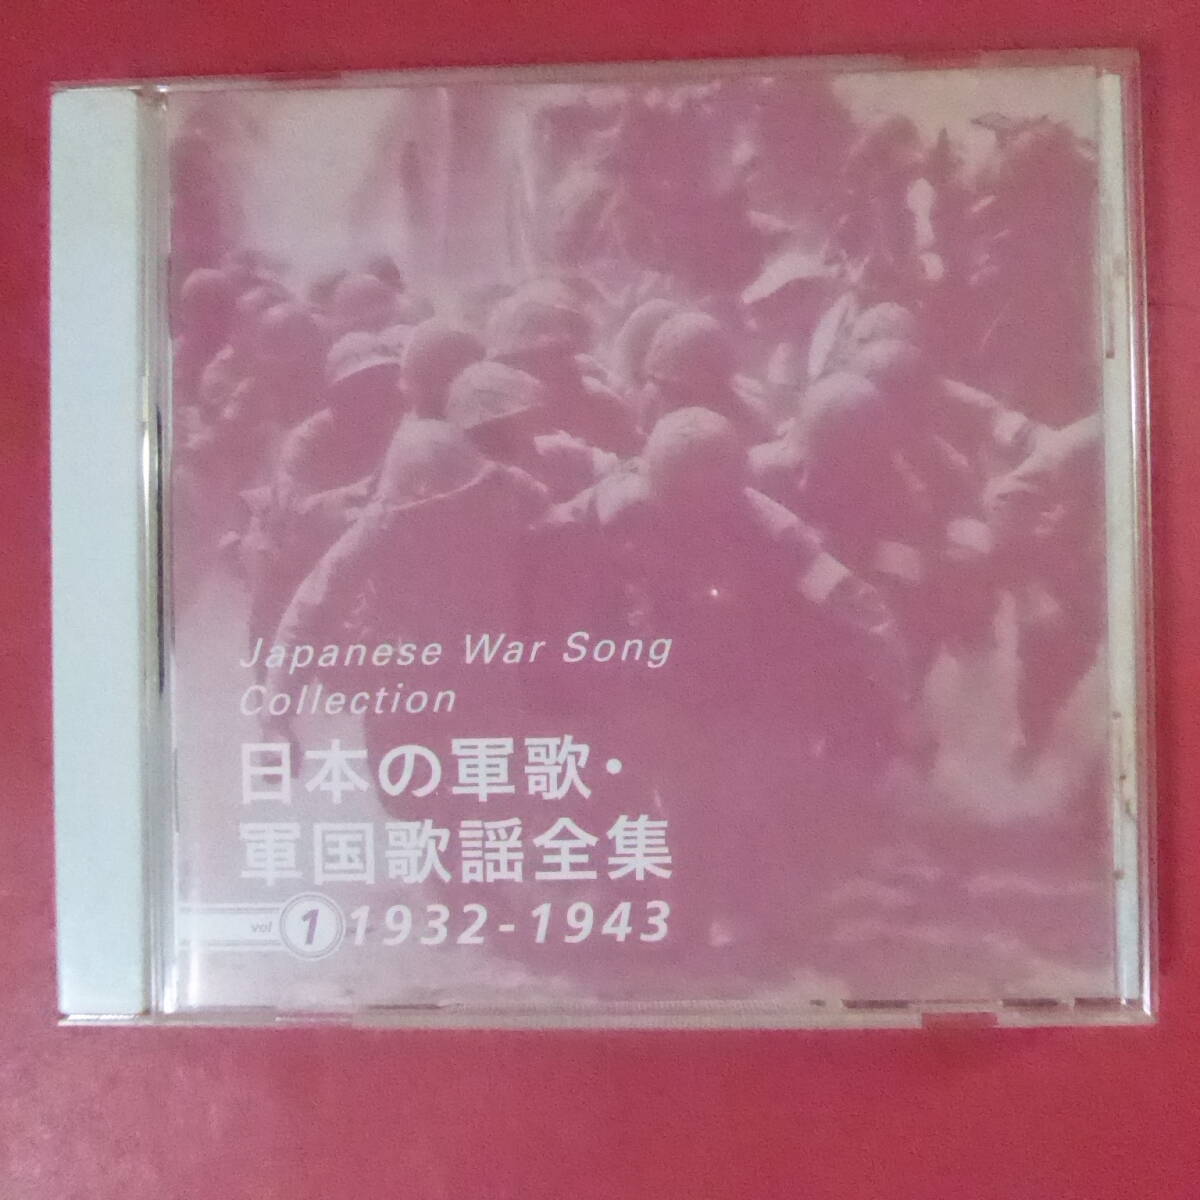 Japanese War Song
Collection
日本の軍歌・
軍国歌謡全集
vol 1 1932-1943